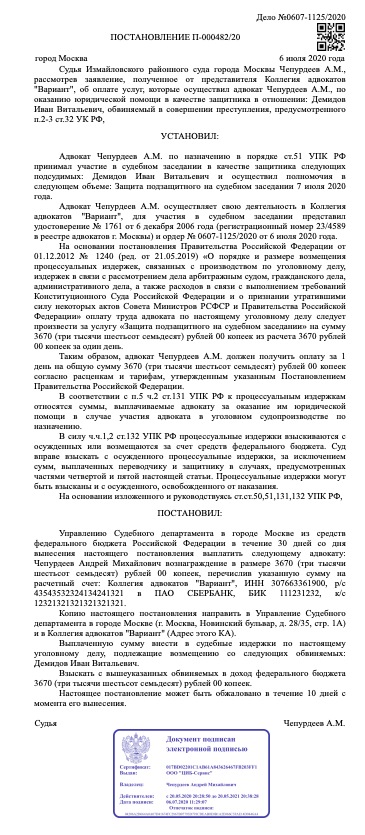 Дело №0607-1125/2020
ПОСТАНОВЛЕНИЕ П-000482/20
город Москва 6 июля 2020 года
Судья Измайловского районного суда города Москвы Чепурдеев А.М.,
рассмотрев заявление, полученное от представителя Коллегия адвокатов
"Вариант", об оплате услуг, которые осуществил адвокат Чепурдеев А.М., по
оказанию юридической помощи в качестве защитника в отношении: Демидов
Иван Витальевич, обвиняемый в совершении преступления, предусмотренного
п.2-3 ст.32 УК РФ,
УСТАНОВИЛ:
Адвокат Чепурдеев А.М. по назначению в порядке ст.51 УПК РФ
принимал участие в судебном заседании в качестве защитника следующих
подсудимых: Демидов Иван Витальевич и осуществил полномочия в
следующем объеме: Защита подзащитного на судебном заседании 7 июля 2020
года.
Адвокат Чепурдеев А.М. осуществляет свою деятельность в Коллегия
адвокатов "Вариант", для участия в судебном заседании представил
удостоверение № 1761 от 6 декабря 2006 года (регистрационный номер 23/4589
в реестре адвокатов г. Москвы) и ордер № 0607-1125/2020 от 6 июля 2020 года.
На основании постановления Правительства Российской Федерации от
01.12.2012 № 1240 (ред. от 21.05.2019) «О порядке и размере возмещения
процессуальных издержек, связанных с производством по уголовному делу,
издержек в связи с рассмотрением дела арбитражным судом, гражданского дела,
административного дела, а также расходов в связи с выполнением требований
Конституционного Суда Российской Федерации и о признании утратившими
силу некоторых актов Совета Министров РСФСР и Правительства Российской
Федерации» оплату труда адвоката по настоящему уголовному делу следует
произвести за услугу «Защита подзащитного на судебном заседании» на сумму
3670 (три тысячи шестьсот семьдесят) рублей 00 копеек из расчета 3670 рублей
00 копеек за один день.
Таким образом, адвокат Чепурдеев А.М. должен получить оплату за 1
день на общую сумму 3670 (три тысячи шестьсот семьдесят) рублей 00 копеек
согласно расценкам и тарифам, утвержденным указанным Постановлением
Правительства Российской Федерации.
В соответствии с п.5 ч.2 ст.131 УПК РФ к процессуальным издержкам
относятся суммы, выплачиваемые адвокату за оказание им юридической
помощи в случае участия адвоката в уголовном судопроизводстве по
назначению.
В силу ч.ч.1,2 ст.132 УПК РФ процессуальные издержки взыскиваются с
осужденных или возмещаются за счет средств федерального бюджета. Суд
вправе взыскать с осужденного процессуальные издержки, за исключением
сумм, выплаченных переводчику и защитнику в случаях, предусмотренных
частями четвертой и пятой настоящей статьи. Процессуальные издержки могут
быть взысканы и с осужденного, освобожденного от наказания.
На основании изложенного и руководствуясь ст.ст.50,51,131,132 УПК РФ,
ПОСТАНОВИЛ:
Управлению Судебного департамента в городе Москве из средств
федерального бюджета Российской Федерации в течение 30 дней со дня
вынесения настоящего постановления выплатить следующему адвокату:
Чепурдеев Андрей Михайлович вознаграждение в размере 3670 (три тысячи
шестьсот семьдесят) рублей 00 копеек, перечислив указанную сумму на
расчетный счет: Коллегия адвокатов "Вариант", ИНН 307663361900, р/с
43543532324134241321 в ПАО СБЕРБАНК, БИК 111231232, к/с
12321321321321321321.
Копию настоящего постановления направить в Управление Судебного
департамента в городе Москве (г. Москва, Новинский бульвар, д. 28/35, стр. 1А)
и в Коллегия адвокатов "Вариант" (Адрес этого КА).
Выплаченную сумму внести в судебные издержки по настоящему
уголовному делу, подлежащие возмещению со следующих обвиняемых:
Демидов Иван Витальевич.
Взыскать с вышеуказанных обвиняемых в доход федерального бюджета
3670 (три тысячи шестьсот семьдесят) рублей 00 копеек.
Настоящее постановление может быть обжаловано в течение 10 дней с
момента его вынесения.
Судья Чепурдеев А.М.
Документ подписан
электронной подписью
Сертификат:
Выдан: ООО "ЦИБ-Сервис"
Владелец: Чепурдеев Андрей Михайлович
Действителен: с 20.05.2020 20:28:50 до 20.05.2021 20:38:28
Дата подписи: 06.07.2020 11:29:07
Отпечаток подписи: